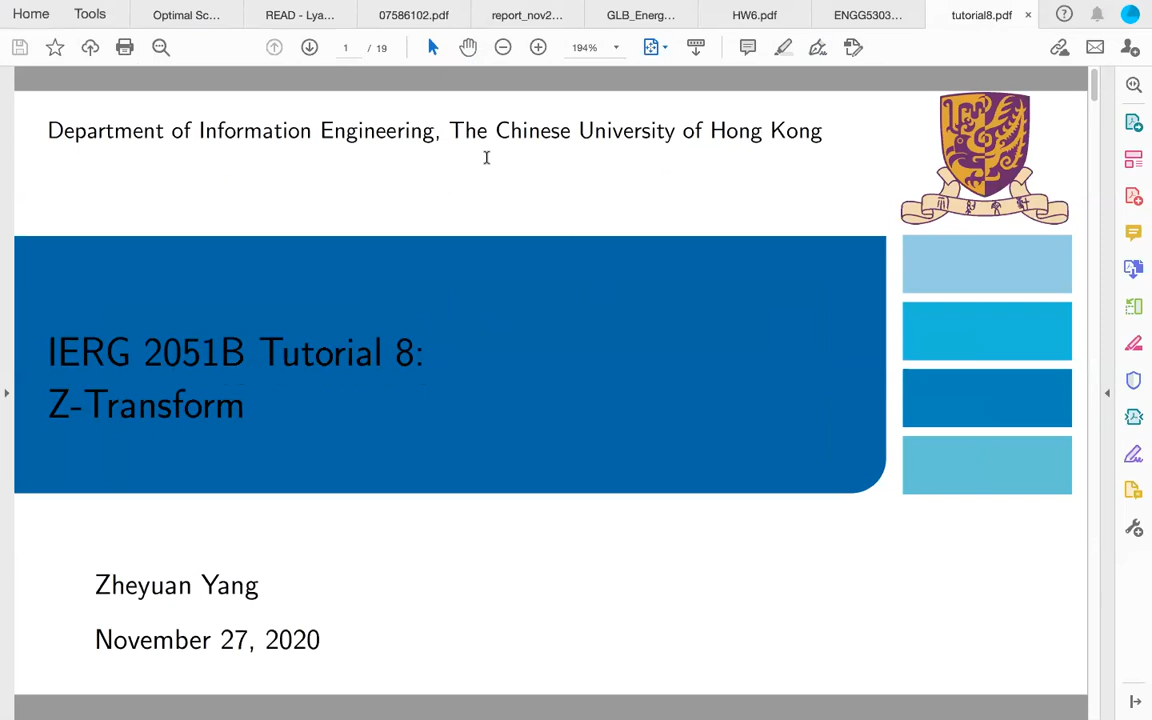 Home Tools Optimal Sc... READ - Lya... 07586102.pdf report_nov2... GLB_Energ... HW6.pdf ENGG5303... tutorial8.pdf ×
1 / 19 194%
Department of Information Engineering, The Chinese University of Hong Kong
IERG 2051B Tutorial 8:
Z-Transform
Zheyuan Yang
November 27, 2020